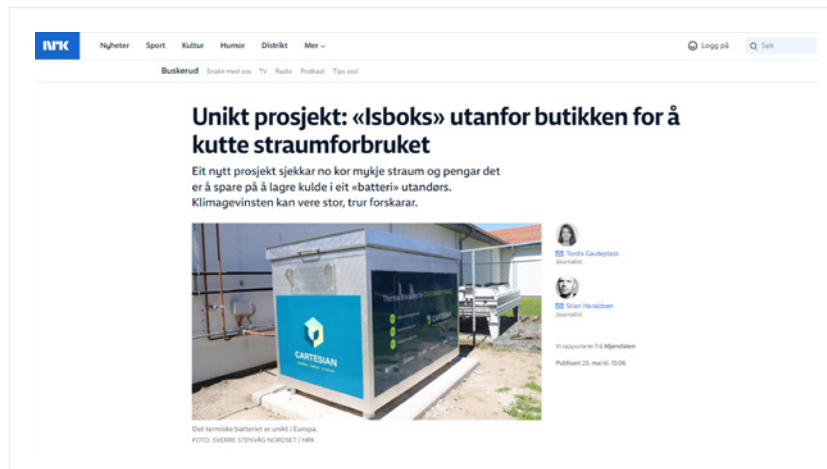 NRK
Nyheter Sport Kultur Humor Distrikt Mer Logg på Søk
Buskerud Snakk med oss TV Radio Podkast Tips oss!
Unikt prosjekt: «Isboks» utanfor butikken for å
kutte straumforbruket
Eit nytt prosjekt sjekkar no kor mykje straum og pengar det
er å spare på å lagre kulde i eit «batteri» utandørs.
Klimagevinsten kan vere stor, trur forskarar.
Tordis Gauteplass
Journalist
Stian Haraldsen
Journalist
CARTESIAN
CARTESIAN
Vi rapporterer frå Mjøndalen
Publisert 23. mai kl. 13:06
Det termiske batteriet er unikt i Europa.
FOTO: SVERRE STENVÅG NORDSET / NRK